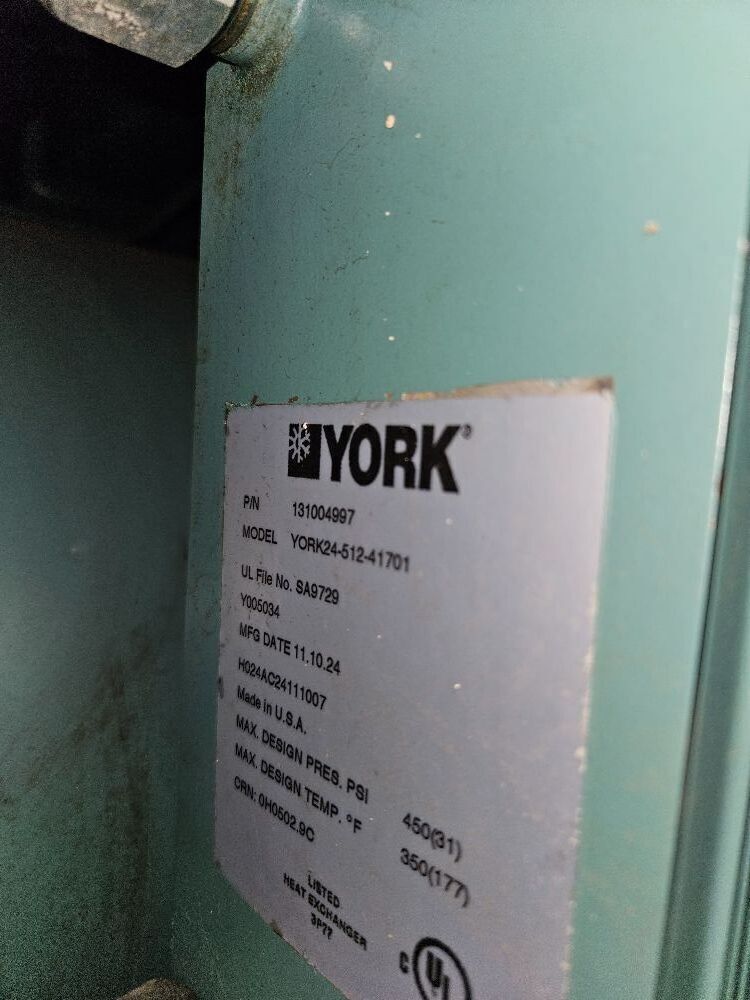 YORK®
P/N 131004997
MODEL YORK24-512-41701
UL File No. SA9729
Y005034
MFG DATE 11.10.24
H024AC24111007
Made in U.S.A.
MAX. DESIGN PRES. PSI 450(31)
MAX. DESIGN TEMP. °F 350(177)
CRN: 0H0502.9C
LISTED
HEAT EXCHANGER
3P77
C UL